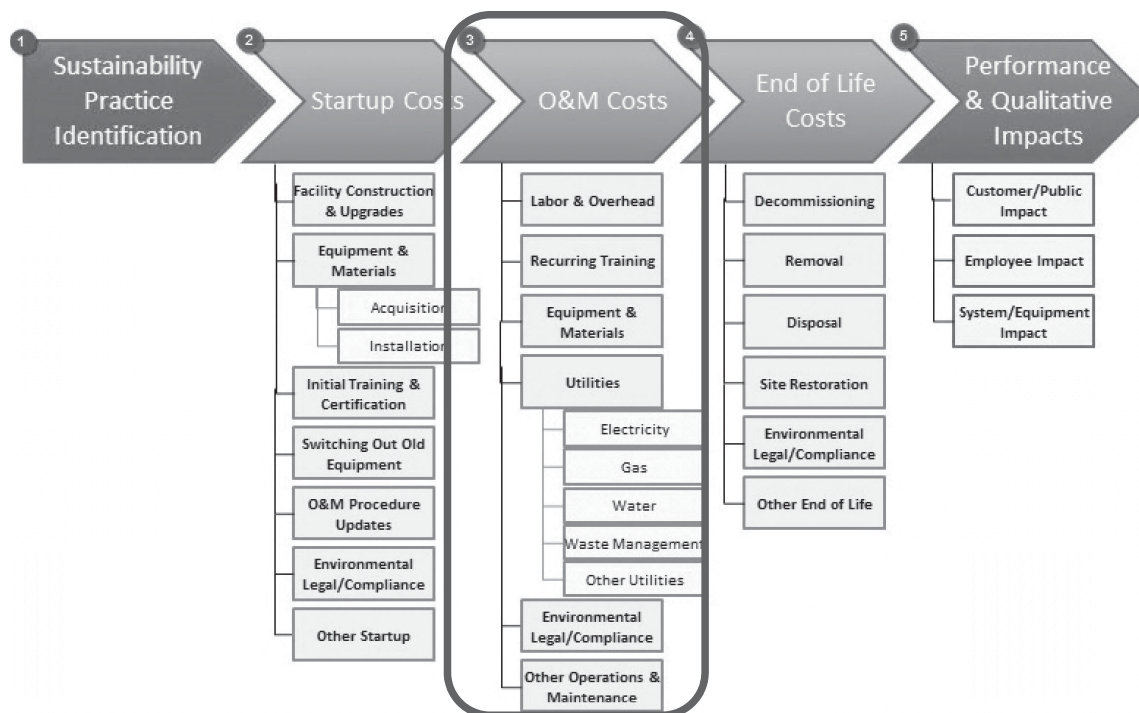 1
Sustainability
Practice
Identification
2
Startup Costs
Facility Construction
& Upgrades
Equipment &
Materials
Acquisition
Installation
Initial Training &
Certification
Switching Out Old
Equipment
O&M Procedure
Updates
Environmental
Legal/Compliance
Other Startup
3
O&M Costs
Labor & Overhead
Recurring Training
Equipment &
Materials
Utilities
Electricity
Gas
Water
Waste Management
Other Utilities
Environmental
Legal/Compliance
Other Operations &
Maintenance
4
End of Life
Costs
Decommissioning
Removal
Disposal
Site Restoration
Environmental
Legal/Compliance
Other End of Life
5
Performance
& Qualitative
Impacts
Customer/Public
Impact
Employee Impact
System/Equipment
Impact